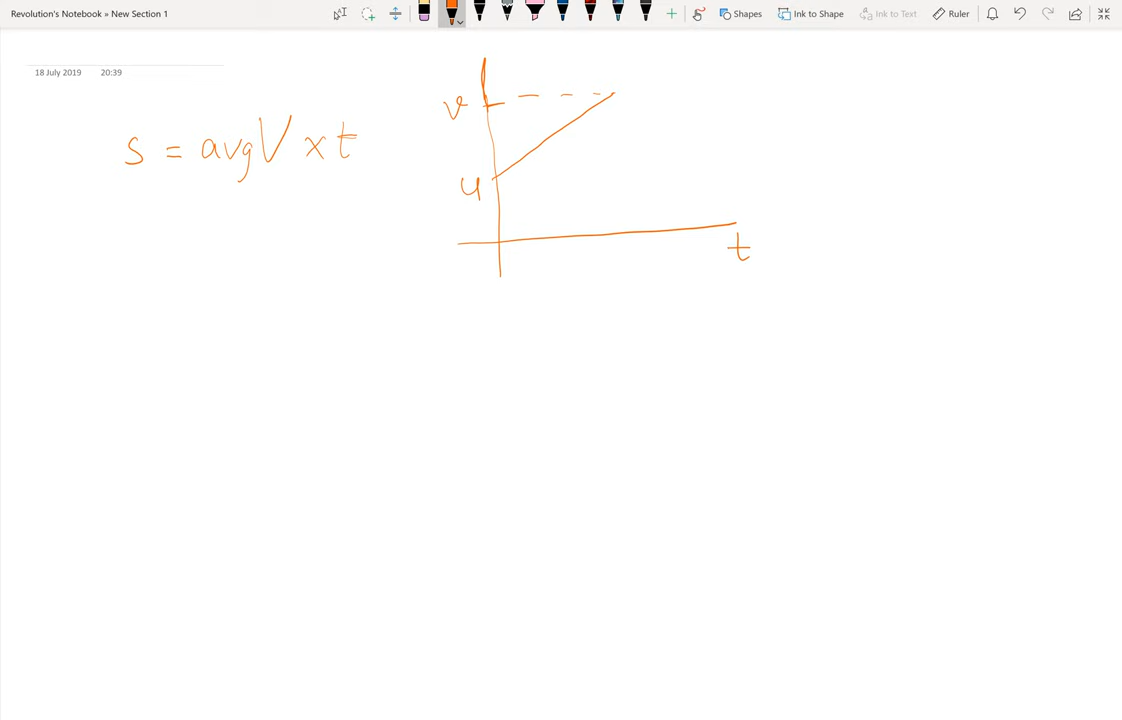 Revolution's Notebook » New Section 1
Shapes
Ink to Shape
Ink to Text
Ruler
18 July 2019 20:39
s = avgV x t
v
u
t